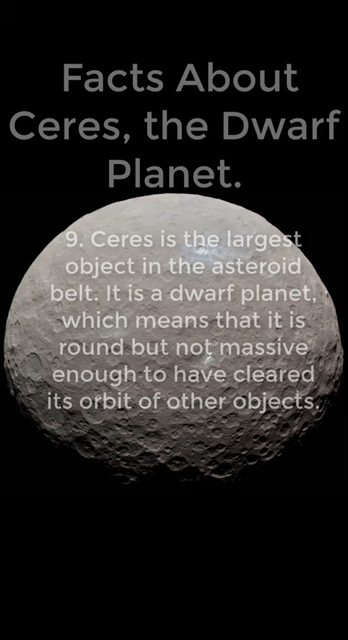 Facts About
Ceres, the Dwarf
Planet.
9. Ceres is the largest
object in the asteroid
belt. It is a dwarf planet,
which means that it is
round but not massive
enough to have cleared
its orbit of other objects.